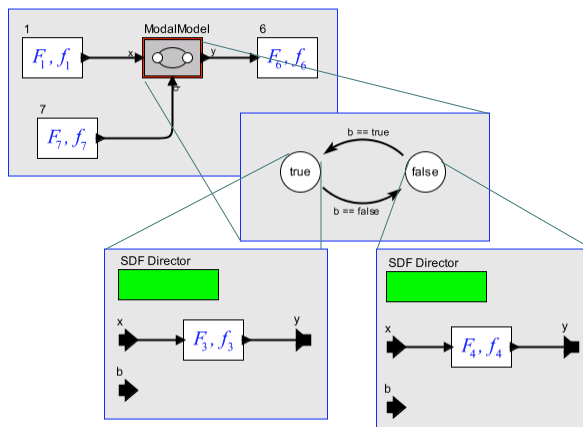 1
ModalModel
6
F₁, f₁
x
y
F₆, f₆
b
7
F₇, f₇
b == true
true
false
b == false
SDF Director
x
y
F₃, f₃
b
SDF Director
x
y
F₄, f₄
b